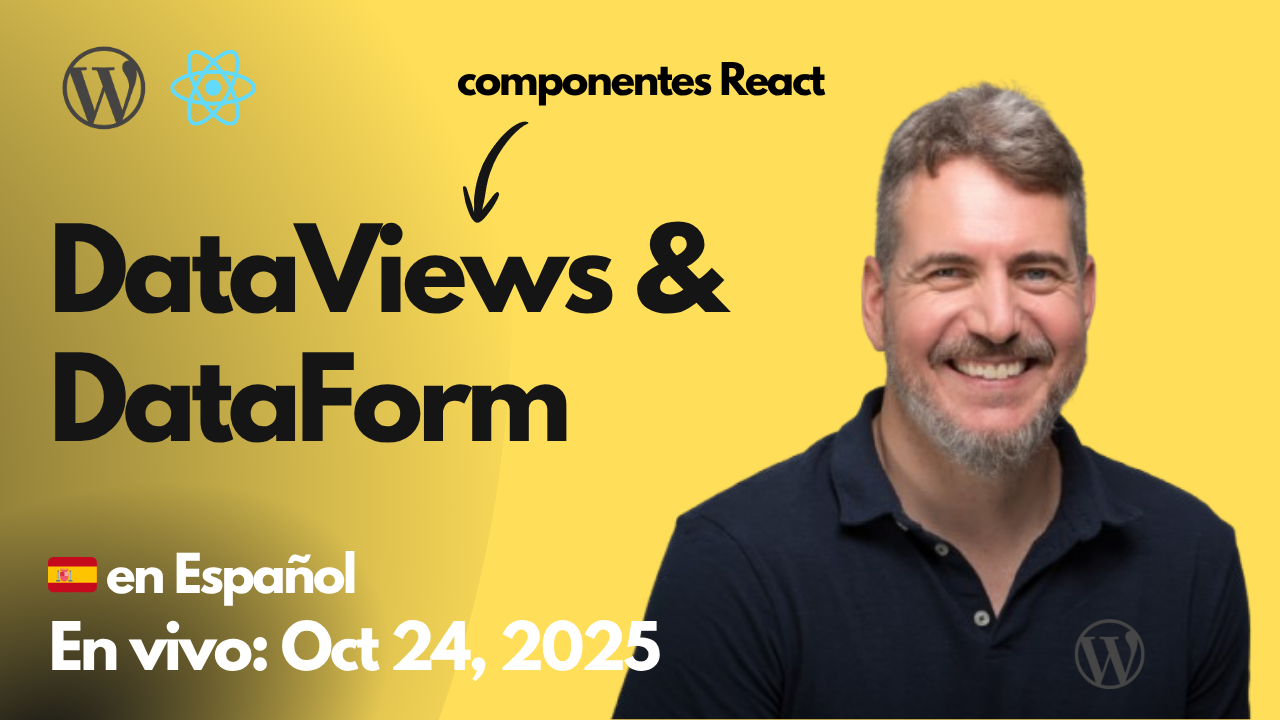 componentes React
DataViews &
DataForm
en Español
En vivo: Oct 24, 2025